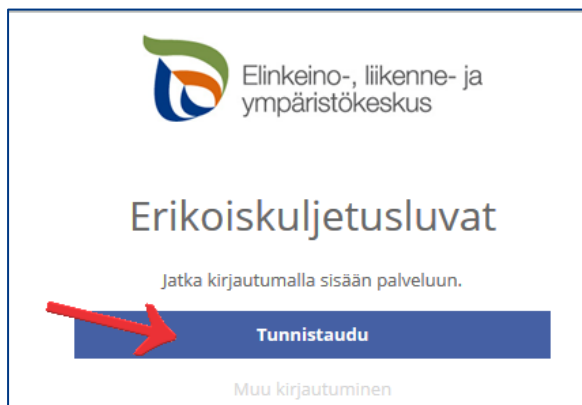 Elinkeino-, liikenne- ja
ympäristökeskus
Erikoiskuljetusluvat
Jatka kirjautumalla sisään palveluun.
Tunnistaudu
Muu kirjautuminen